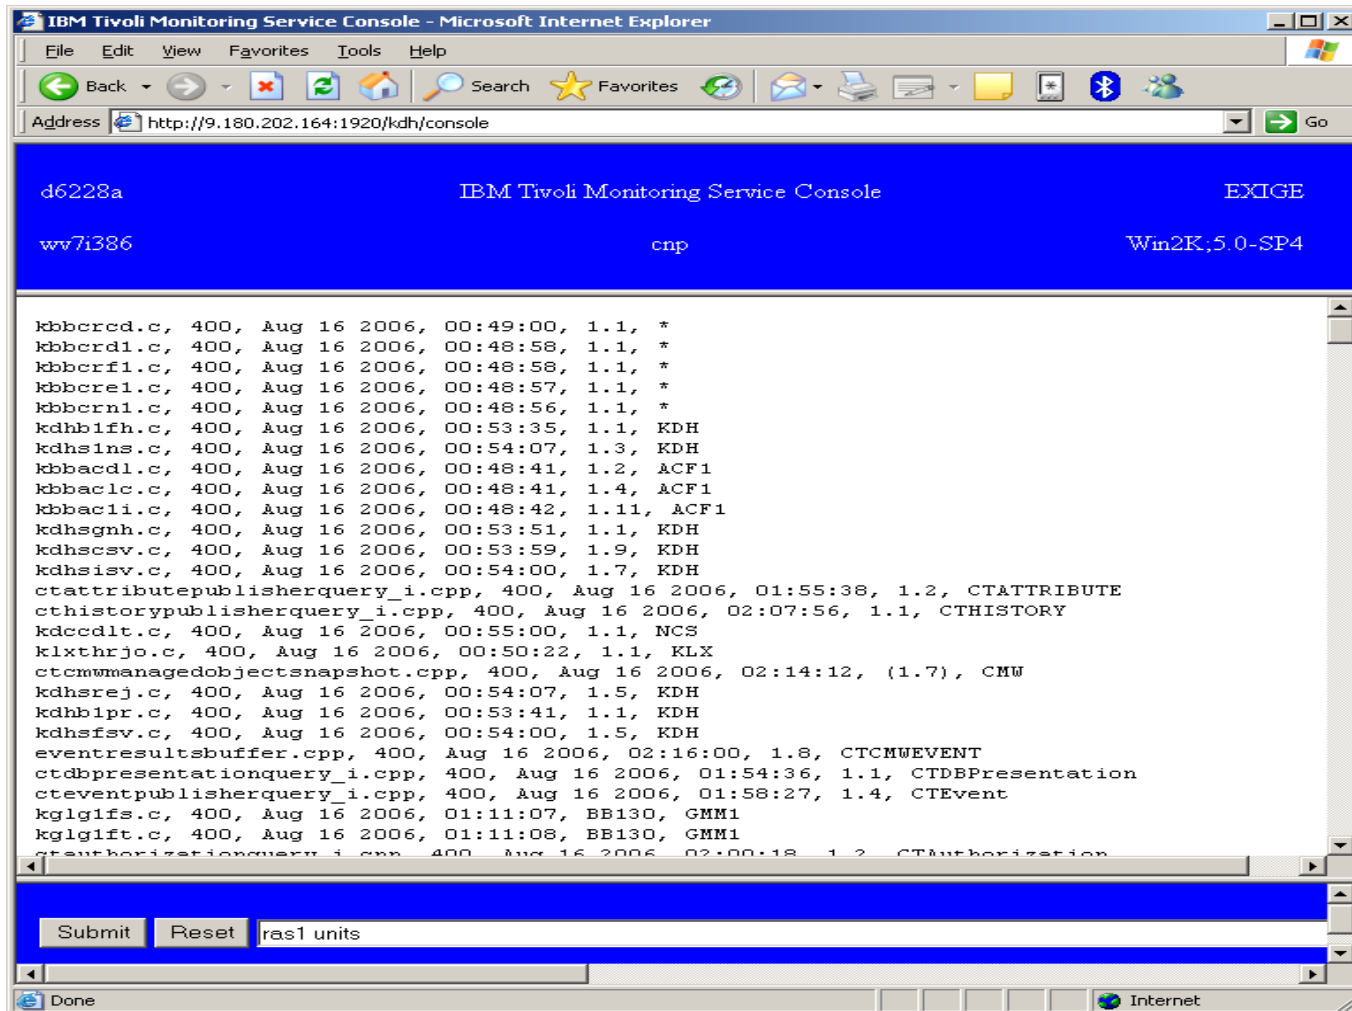 IBM Tivoli Monitoring Service Console - Microsoft Internet Explorer
File Edit View Favorites Tools Help
Back Search Favorites
Address http://9.180.202.164:1920/kdh/console Go
d6228a IBM Tivoli Monitoring Service Console EXIGE
wv7i386 cnp Win2K;5.0-SP4
kbbcrcd.c, 400, Aug 16 2006, 00:49:00, 1.1, *
kbbcrd1.c, 400, Aug 16 2006, 00:48:58, 1.1, *
kbbcrf1.c, 400, Aug 16 2006, 00:48:58, 1.1, *
kbbcre1.c, 400, Aug 16 2006, 00:48:57, 1.1, *
kbbcrn1.c, 400, Aug 16 2006, 00:48:56, 1.1, *
kdhb1fh.c, 400, Aug 16 2006, 00:53:35, 1.1, KDH
kdhs1ns.c, 400, Aug 16 2006, 00:54:07, 1.3, KDH
kbbacdl.c, 400, Aug 16 2006, 00:48:41, 1.2, ACF1
kbbaclc.c, 400, Aug 16 2006, 00:48:41, 1.4, ACF1
kbbac1i.c, 400, Aug 16 2006, 00:48:42, 1.11, ACF1
kdhsgnh.c, 400, Aug 16 2006, 00:53:51, 1.1, KDH
kdhscsv.c, 400, Aug 16 2006, 00:53:59, 1.9, KDH
kdhsisv.c, 400, Aug 16 2006, 00:54:00, 1.7, KDH
ctattributepublisherquery_i.cpp, 400, Aug 16 2006, 01:55:38, 1.2, CTATTRIBUTE
cthistorypublisherquery_i.cpp, 400, Aug 16 2006, 02:07:56, 1.1, CTHISTORY
kdccdlt.c, 400, Aug 16 2006, 00:55:00, 1.1, NCS
klxthrjo.c, 400, Aug 16 2006, 00:50:22, 1.1, KLX
ctcmwmanagedobjectsnapshot.cpp, 400, Aug 16 2006, 02:14:12, (1.7), CMW
kdhsrej.c, 400, Aug 16 2006, 00:54:07, 1.5, KDH
kdhb1pr.c, 400, Aug 16 2006, 00:53:41, 1.1, KDH
kdhsfsv.c, 400, Aug 16 2006, 00:54:00, 1.5, KDH
eventresultsbuffer.cpp, 400, Aug 16 2006, 02:16:00, 1.8, CTCMWEVENT
ctdbpresentationquery_i.cpp, 400, Aug 16 2006, 01:54:36, 1.1, CTDBPresentation
cteventpublisherquery_i.cpp, 400, Aug 16 2006, 01:58:27, 1.4, CTEvent
kglg1fs.c, 400, Aug 16 2006, 01:11:07, BB130, GMM1
kglg1ft.c, 400, Aug 16 2006, 01:11:08, BB130, GMM1
ctauthorizationquery_i.cpp, 400, Aug 16 2006, 02:00:18, 1.2, CTAuthorization
Submit Reset ras1 units
Done Internet